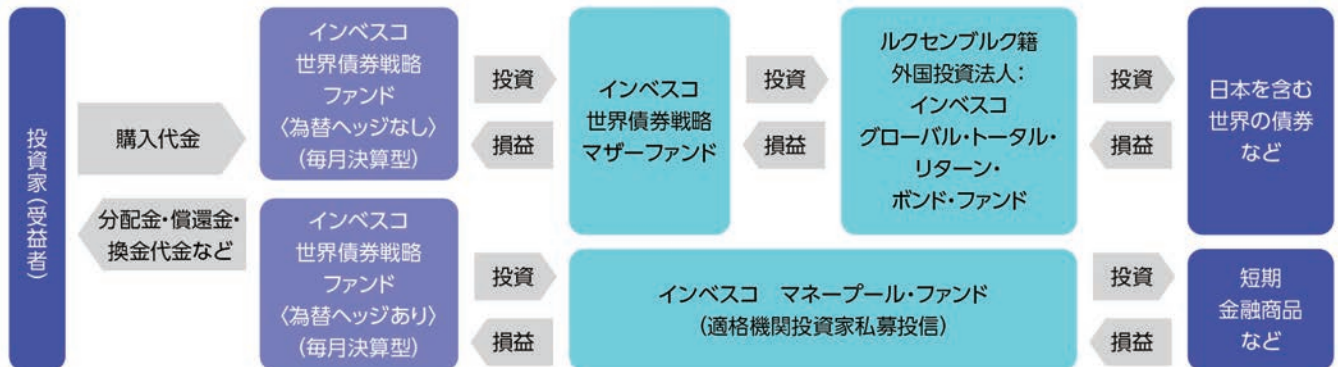 投資家(受益者)
購入代金
分配金・償還金・
換金代金など
インベスコ
世界債券戦略
ファンド
〈為替ヘッジなし〉
(毎月決算型)
インベスコ
世界債券戦略
ファンド
〈為替ヘッジあり〉
(毎月決算型)
投資
損益
インベスコ
世界債券戦略
マザーファンド
投資
損益
ルクセンブルク籍
外国投資法人:
インベスコ
グローバル・トータル・
リターン・
ボンド・ファンド
投資
損益
日本を含む
世界の債券
など
投資
損益
インベスコ　マネープール・ファンド
(適格機関投資家私募投信)
投資
損益
短期
金融商品
など